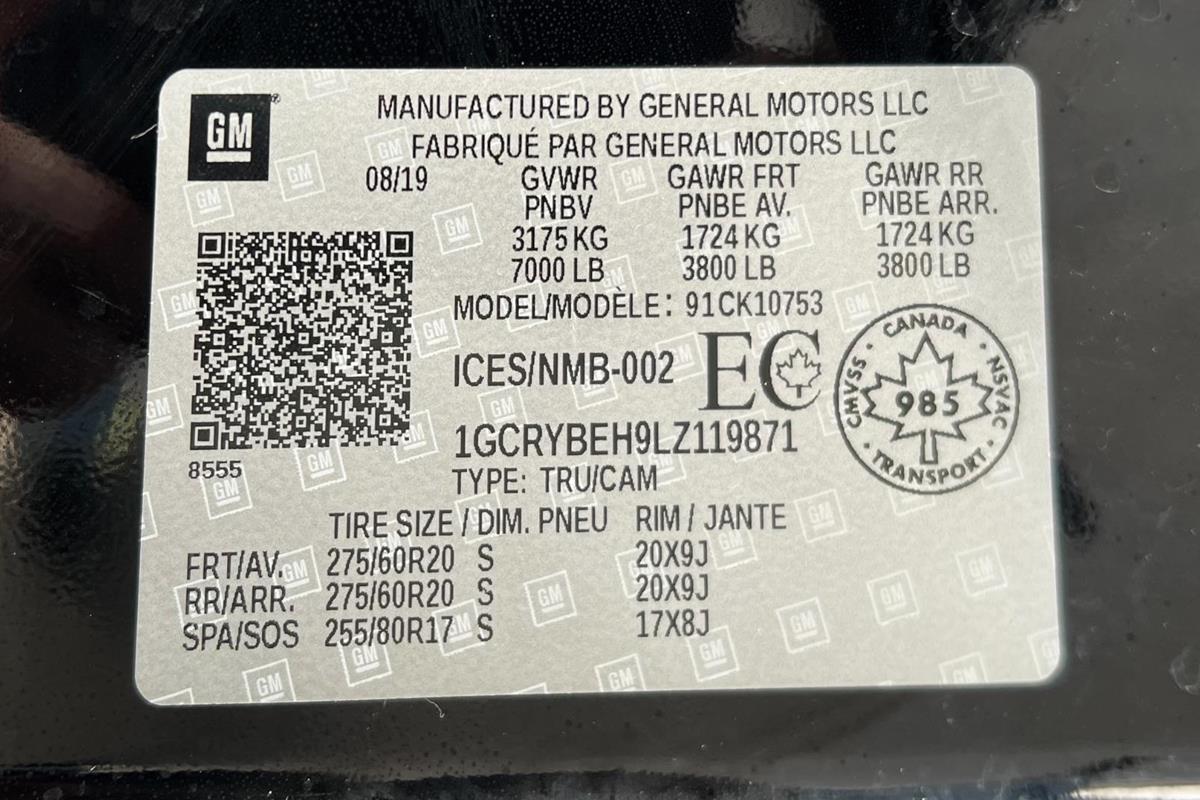 GM®
MANUFACTURED BY GENERAL MOTORS LLC
FABRIQUÉ PAR GENERAL MOTORS LLC
08/19 GVWR GAWR FRT GAWR RR
PNBV PNBE AV. PNBE ARR.
3175 KG 1724 KG 1724 KG
7000 LB 3800 LB 3800 LB
MODEL/MODÈLE: 91CK10753
ICES/NMB-002 EC
CANADA · NSVAC · TRANSPORT · CMVSS ·
985
1GCRYBEH9LZ119871
8555
TYPE: TRU/CAM
TIRE SIZE / DIM. PNEU RIM / JANTE
FRT/AV. 275/60R20 S 20X9J
RR/ARR. 275/60R20 S 20X9J
SPA/SOS 255/80R17 S 17X8J